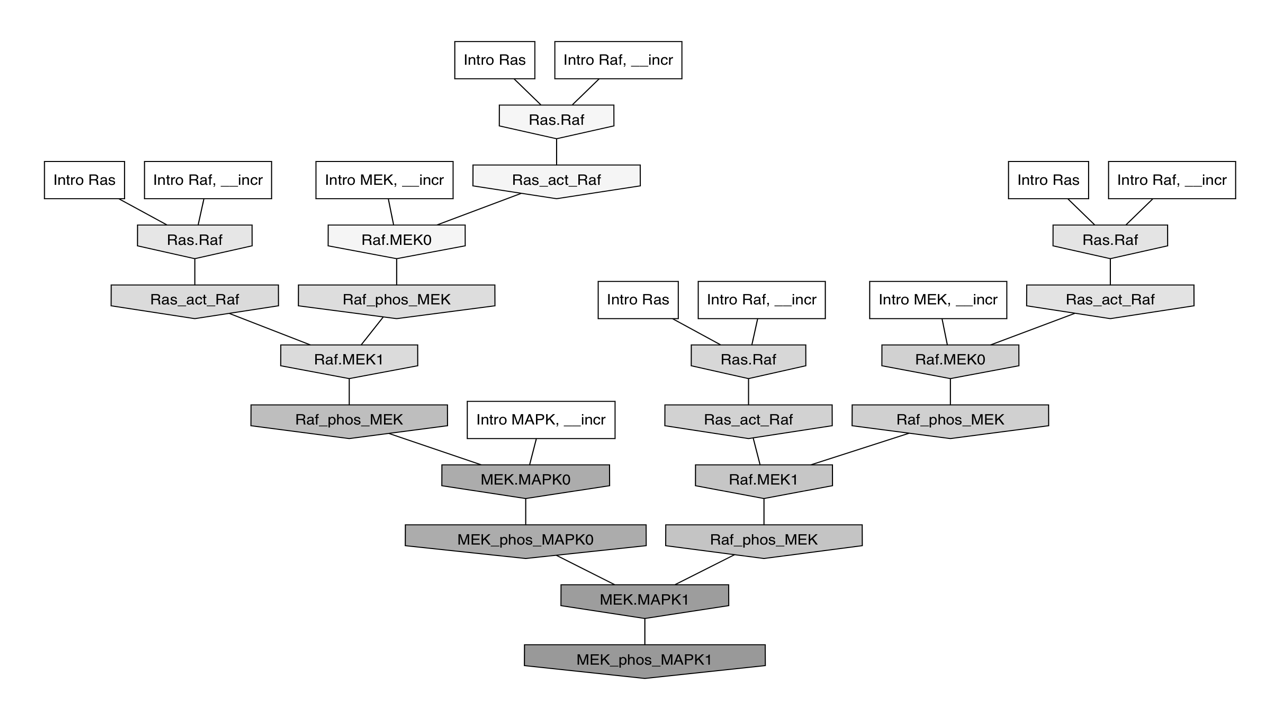 Intro Ras
Intro Raf, __incr
Ras.Raf
Intro Ras
Intro Raf, __incr
Intro MEK, __incr
Ras_act_Raf
Intro Ras
Intro Raf, __incr
Ras.Raf
Raf.MEK0
Ras.Raf
Ras_act_Raf
Raf_phos_MEK
Intro Ras
Intro Raf, __incr
Intro MEK, __incr
Ras_act_Raf
Raf.MEK1
Ras.Raf
Raf.MEK0
Raf_phos_MEK
Intro MAPK, __incr
Ras_act_Raf
Raf_phos_MEK
MEK.MAPK0
Raf.MEK1
MEK_phos_MAPK0
Raf_phos_MEK
MEK.MAPK1
MEK_phos_MAPK1